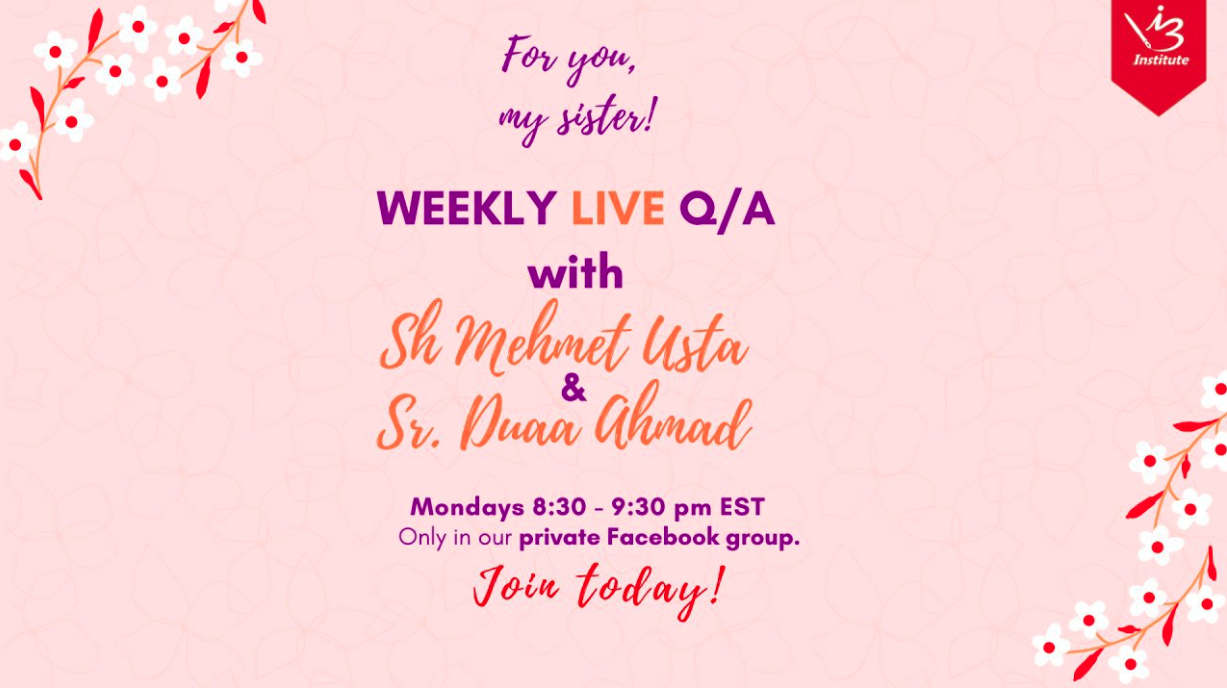 For you,
my sister!
WEEKLY LIVE Q/A
with
Sh Mehmet Usta
&
Sr. Duaa Ahmad
Mondays 8:30 - 9:30 pm EST
Only in our private Facebook group.
Join today!
Institute